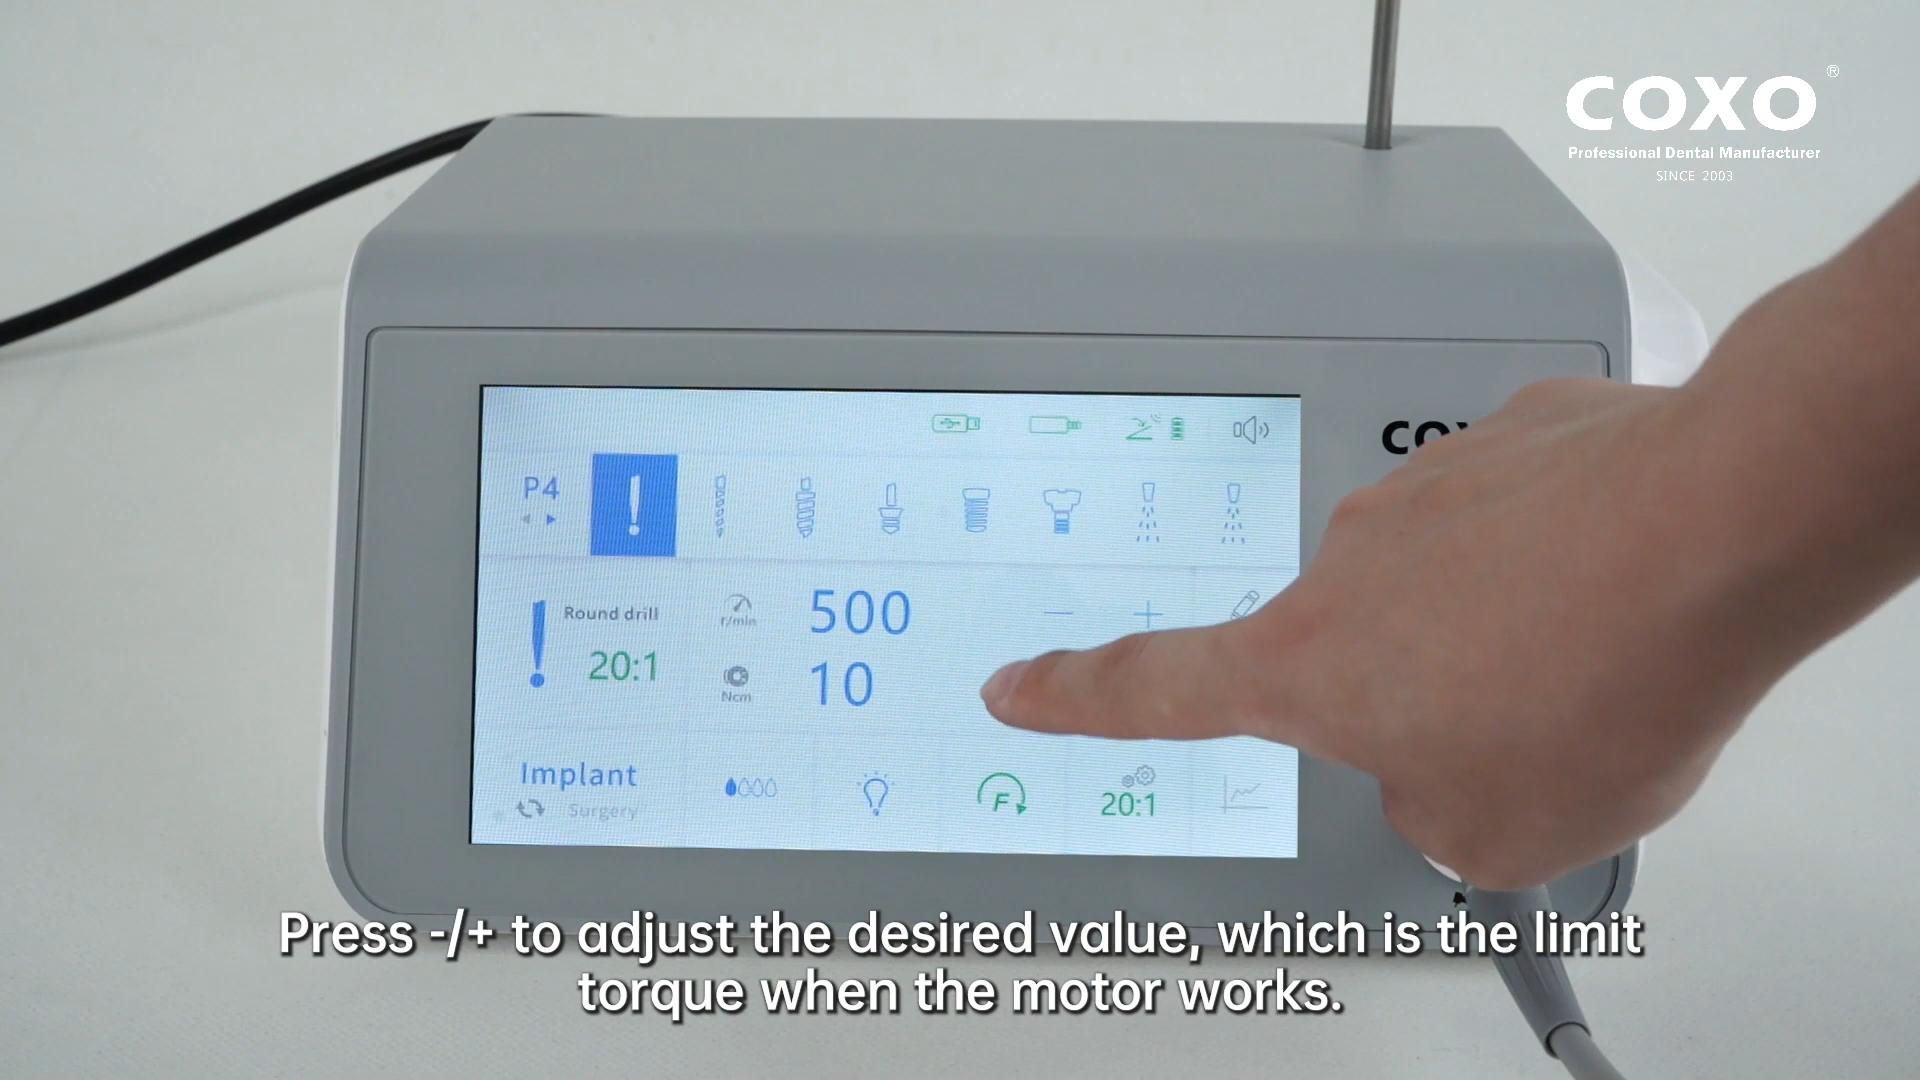 COXO®
Professional Dental Manufacturer
SINCE 2003
P4
Round drill
20:1
r/min
500
Ncm
10
Implant
Surgery
F
20:1
Press -/+ to adjust the desired value, which is the limit
torque when the motor works.